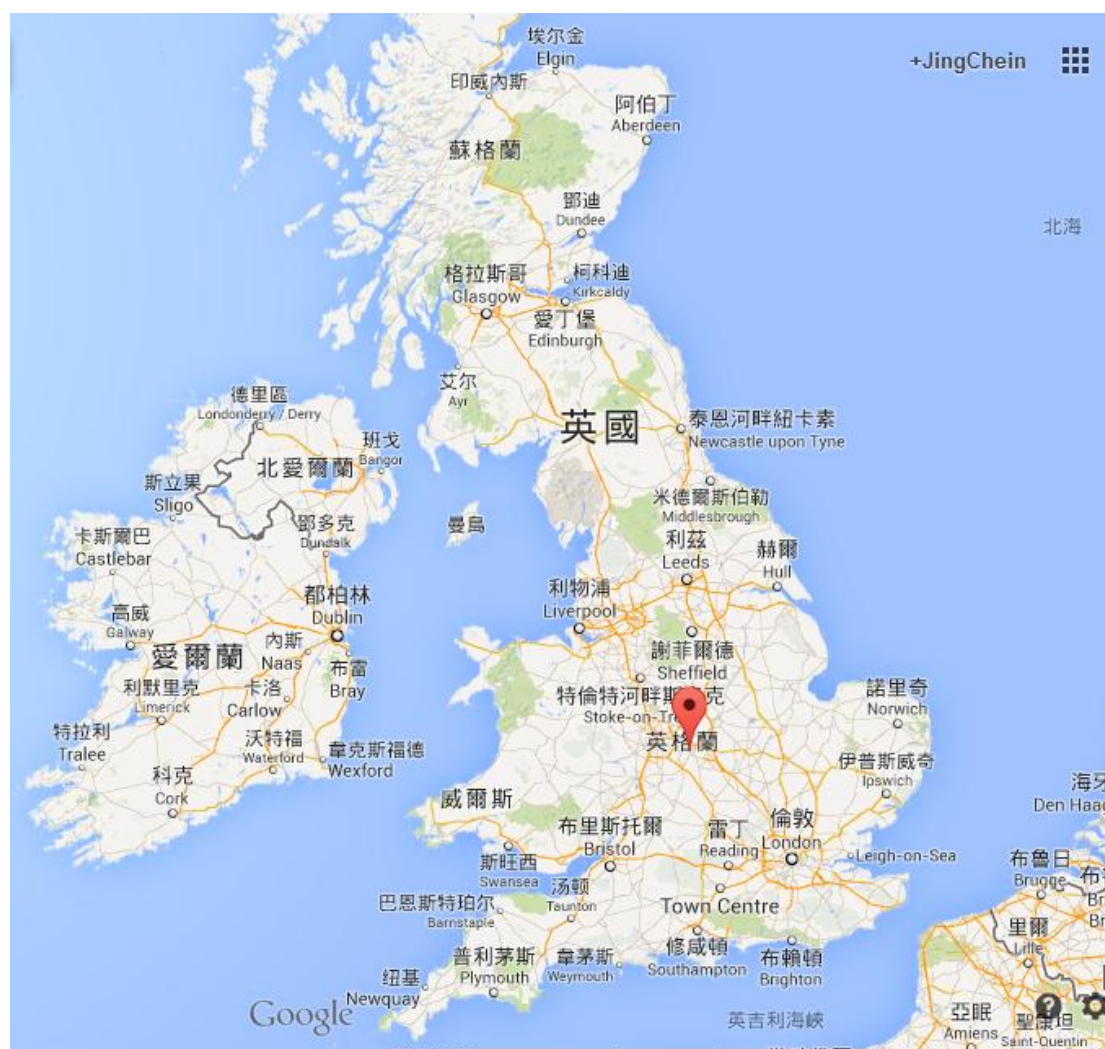 埃尔金
Elgin
+JingChein
印威內斯
阿伯丁
Aberdeen
蘇格蘭
鄧迪
Dundee
北海
格拉斯哥
Glasgow
柯科迪
Kirkcaldy
愛丁堡
Edinburgh
艾尔
Ayr
德里區
Londonderry / Derry
英國
泰恩河畔紐卡素
Newcastle upon Tyne
班戈
Bangor
北愛爾蘭
斯立果
Sligo
米德爾斯伯勒
Middlesbrough
曼島
鄧多克
Dundalk
卡斯爾巴
Castlebar
利茲
Leeds
赫爾
Hull
都柏林
Dublin
利物浦
Liverpool
高威
Galway
愛爾蘭
內斯
Naas
布雷
Bray
謝菲爾德
Sheffield
利默里克
Limerick
卡洛
Carlow
特倫特河畔斯 克
Stoke-on-Tr
諾里奇
Norwich
特拉利
Tralee
沃特福
Waterford
韋克斯福德
Wexford
英格蘭
伊普斯威奇
Ipswich
科克
Cork
威爾斯
海牙
Den Haag
布里斯托爾
Bristol
雷丁
Reading
倫敦
London
Leigh-on-Sea
斯旺西
Swansea
布魯日
Brugge
布
Br
Br
汤顿
Taunton
Town Centre
巴恩斯特珀尔
Barnstaple
里爾
Lille
普利茅斯
Plymouth
韋茅斯
Weymouth
修咸頓
Southampton
布賴頓
Brighton
纽基
Newquay
Google
英吉利海峽
亞眠
Amiens
聖康坦
Saint-Quentin